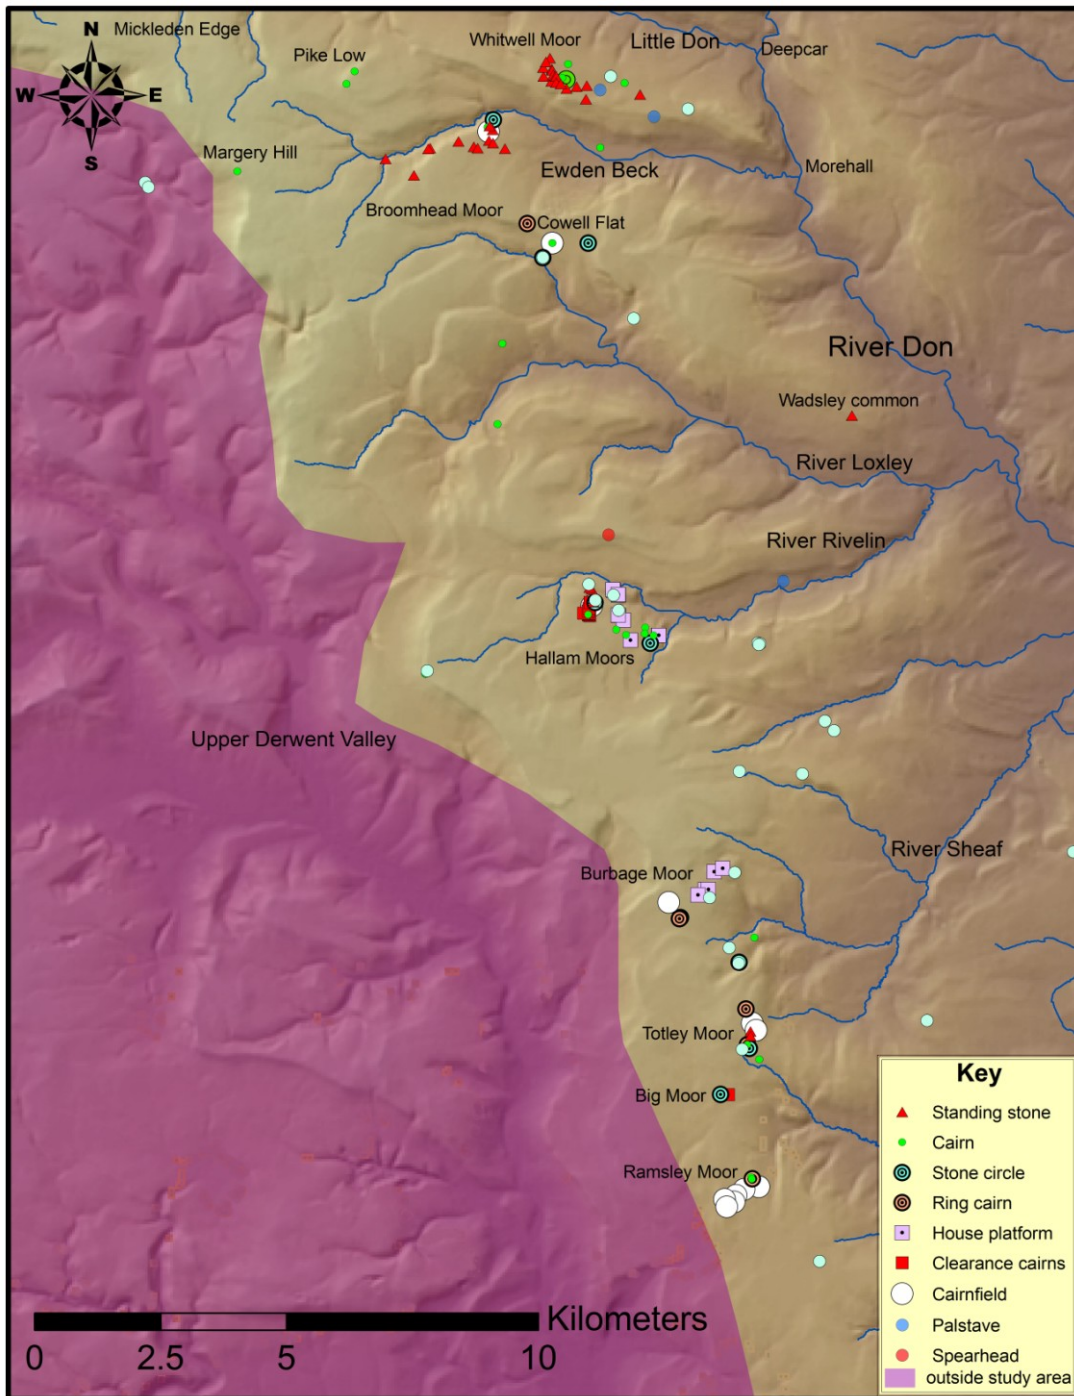 Mickleden Edge
N
W
E
S
Pike Low
Whitwell Moor
Little Don
Deepcar
Margery Hill
Ewden Beck
Morehall
Broomhead Moor
Cowell Flat
River Don
Wadsley common
River Loxley
River Rivelin
Hallam Moors
Upper Derwent Valley
River Sheaf
Burbage Moor
Totley Moor
Big Moor
Ramsley Moor
Key
Standing stone
Cairn
Stone circle
Ring cairn
House platform
Clearance cairns
Cairnfield
Palstave
Spearhead
outside study area
Kilometers
0 2.5 5 10